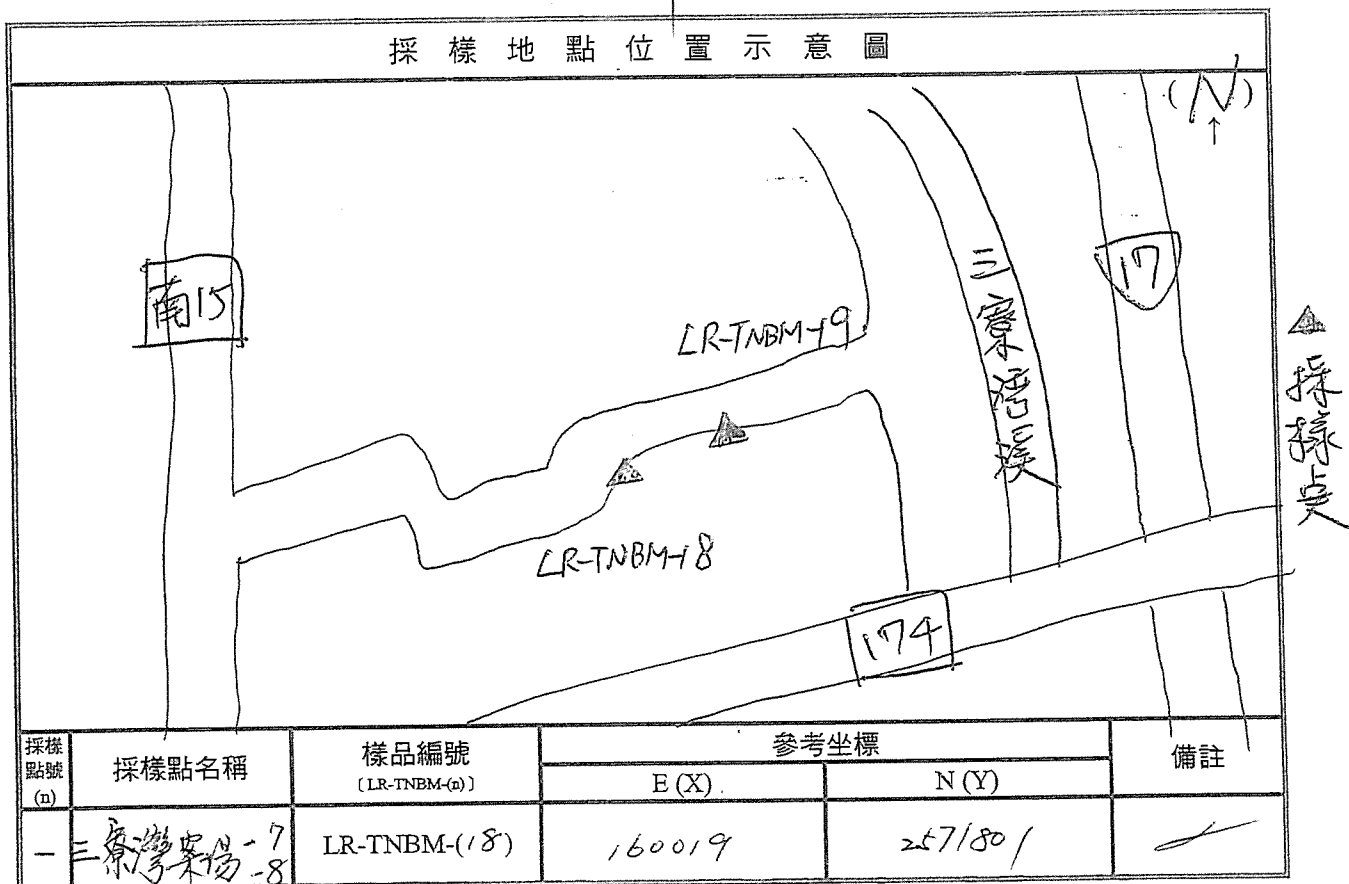 採樣地點位置示意圖
(N)
↑
南15
17
三寮灣溪
LR-TNBM-19
▲採樣点
LR-TNBM-18
174
採樣點號(n)
採樣點名稱
樣品編號
〔LR-TNBM-(n)〕
參考坐標
E (X)
N (Y)
備註
一
三寮灣案場-7
-8
LR-TNBM-(18)
160019
2571801